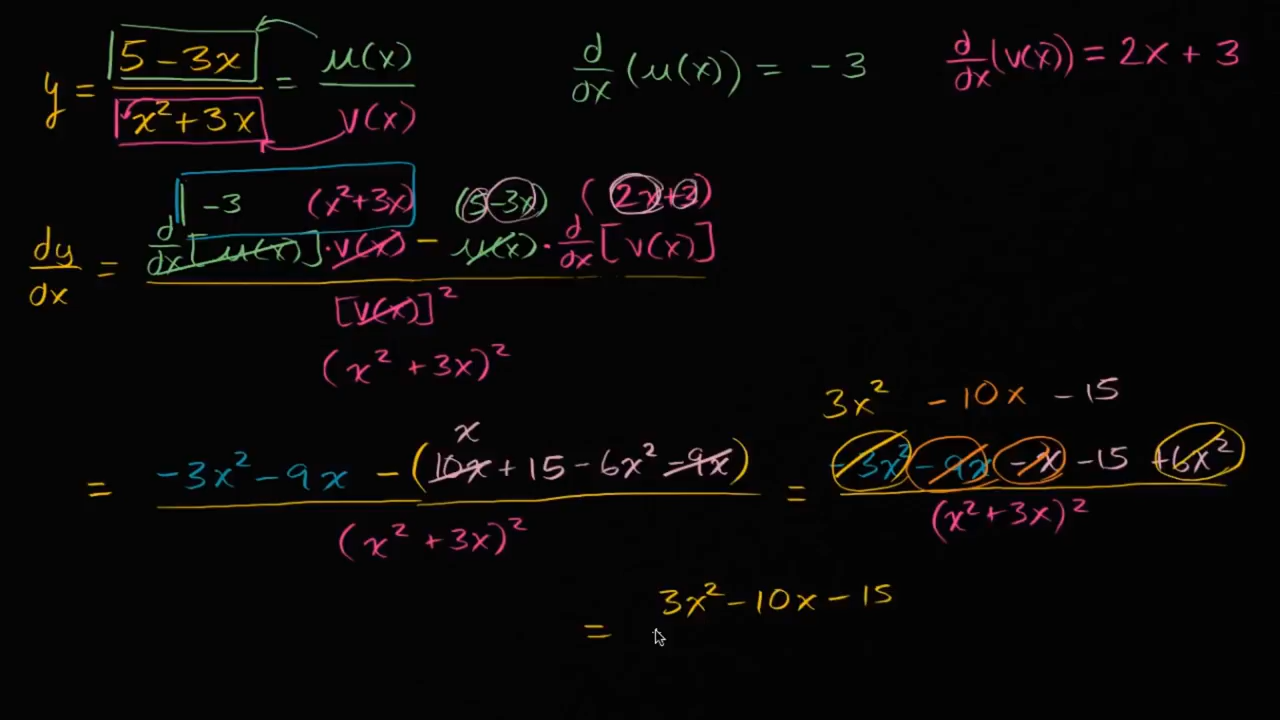 y = 5 − 3x / x² + 3x = u(x) / v(x)
d/dx (u(x)) = −3
d/dx (v(x)) = 2x + 3
−3 (x²+3x) (5−3x) (2x+3)
dy/dx = d/dx [u(x)] · v(x) − u(x) · d/dx [v(x)] / [v(x)]²
(x² + 3x)²
x
= −3x² − 9x − (10x + 15 − 6x² − 9x) / (x² + 3x)²
3x² − 10x − 15
= −3x² − 9x − x − 15 + 6x² / (x² + 3x)²
= 3x² − 10x − 15